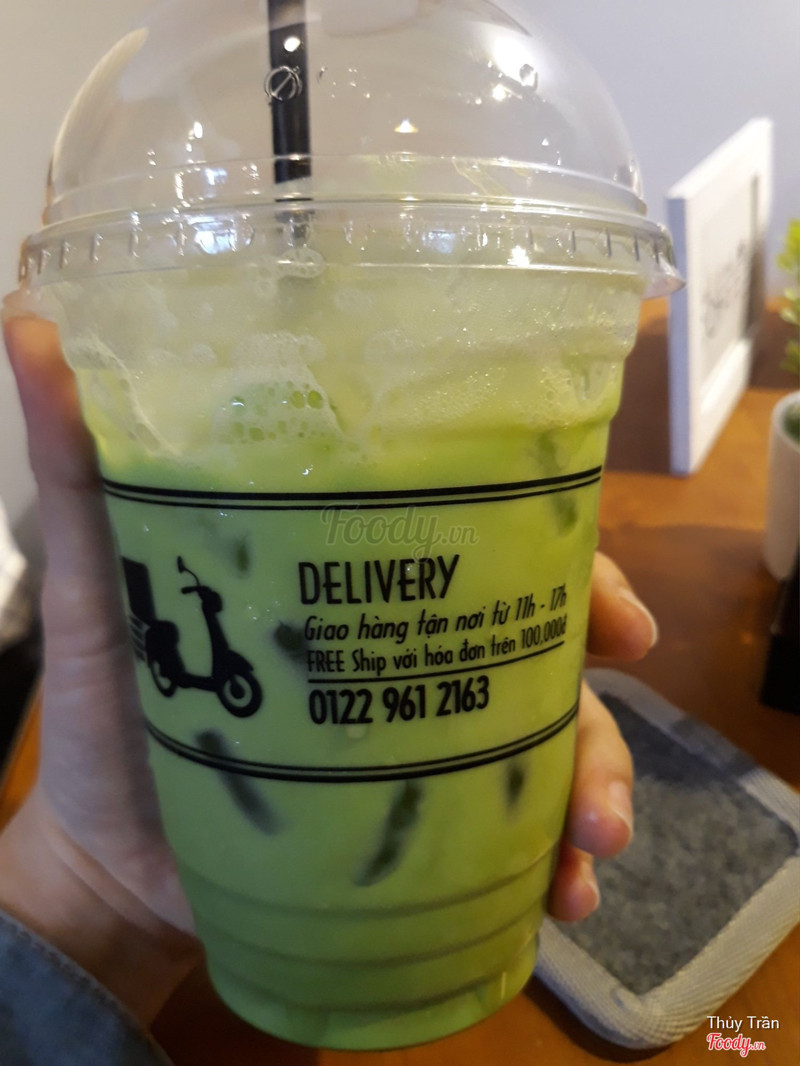 Foody.vn
DELIVERY
Giao hàng tận nơi từ 11h - 17h
FREE Ship với hóa đơn trên 100,000đ
0122 961 2163
Thủy Trần
Foody.vn